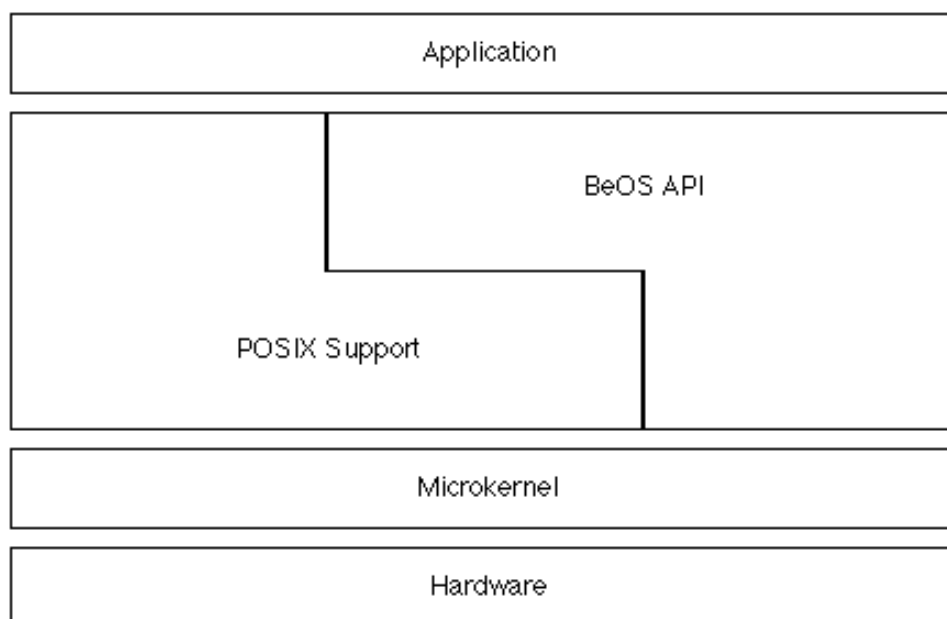 Application
BeOS API
POSIX Support
Microkernel
Hardware